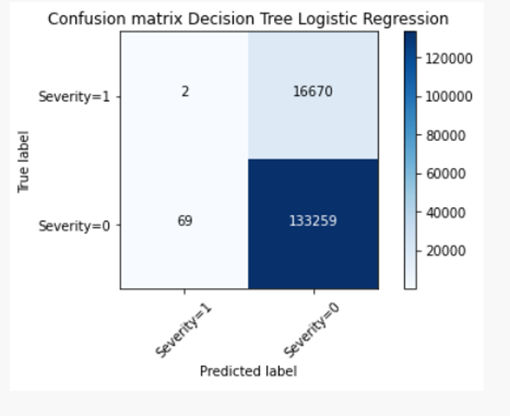 Confusion matrix Decision Tree Logistic Regression
True label
Severity=1
2
16670
Severity=0
69
133259
Severity=1
Severity=0
Predicted label
120000
100000
80000
60000
40000
20000